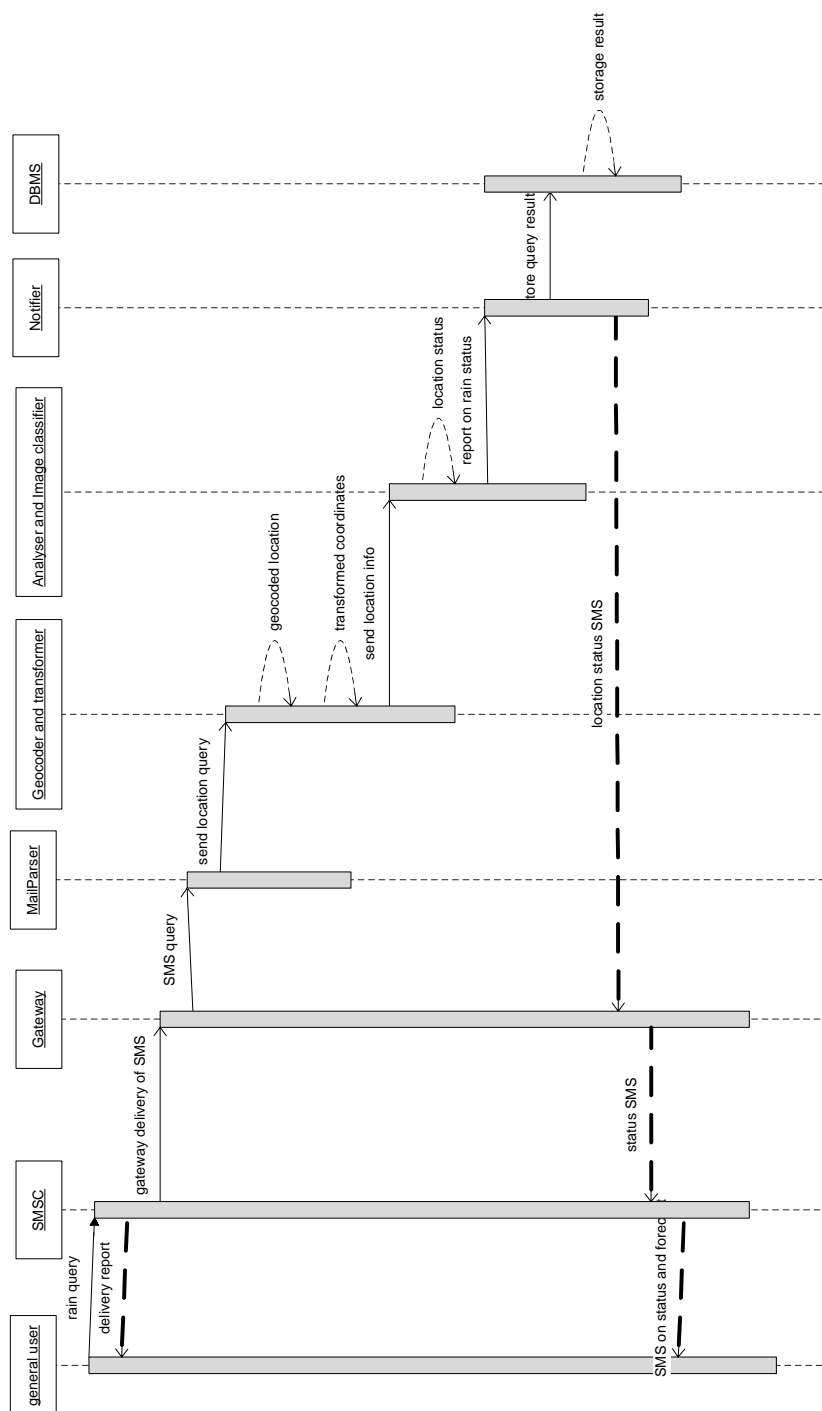 general user
SMSC
Gateway
MailParser
Geocoder and transformer
Analyser and Image classifier
Notifier
DBMS
rain query
delivery report
gateway delivery of SMS
SMS query
send location query
geocoded location
transformed coordinates
send location info
location status
report on rain status
tore query result
storage result
location status SMS
status SMS
SMS on status and forec